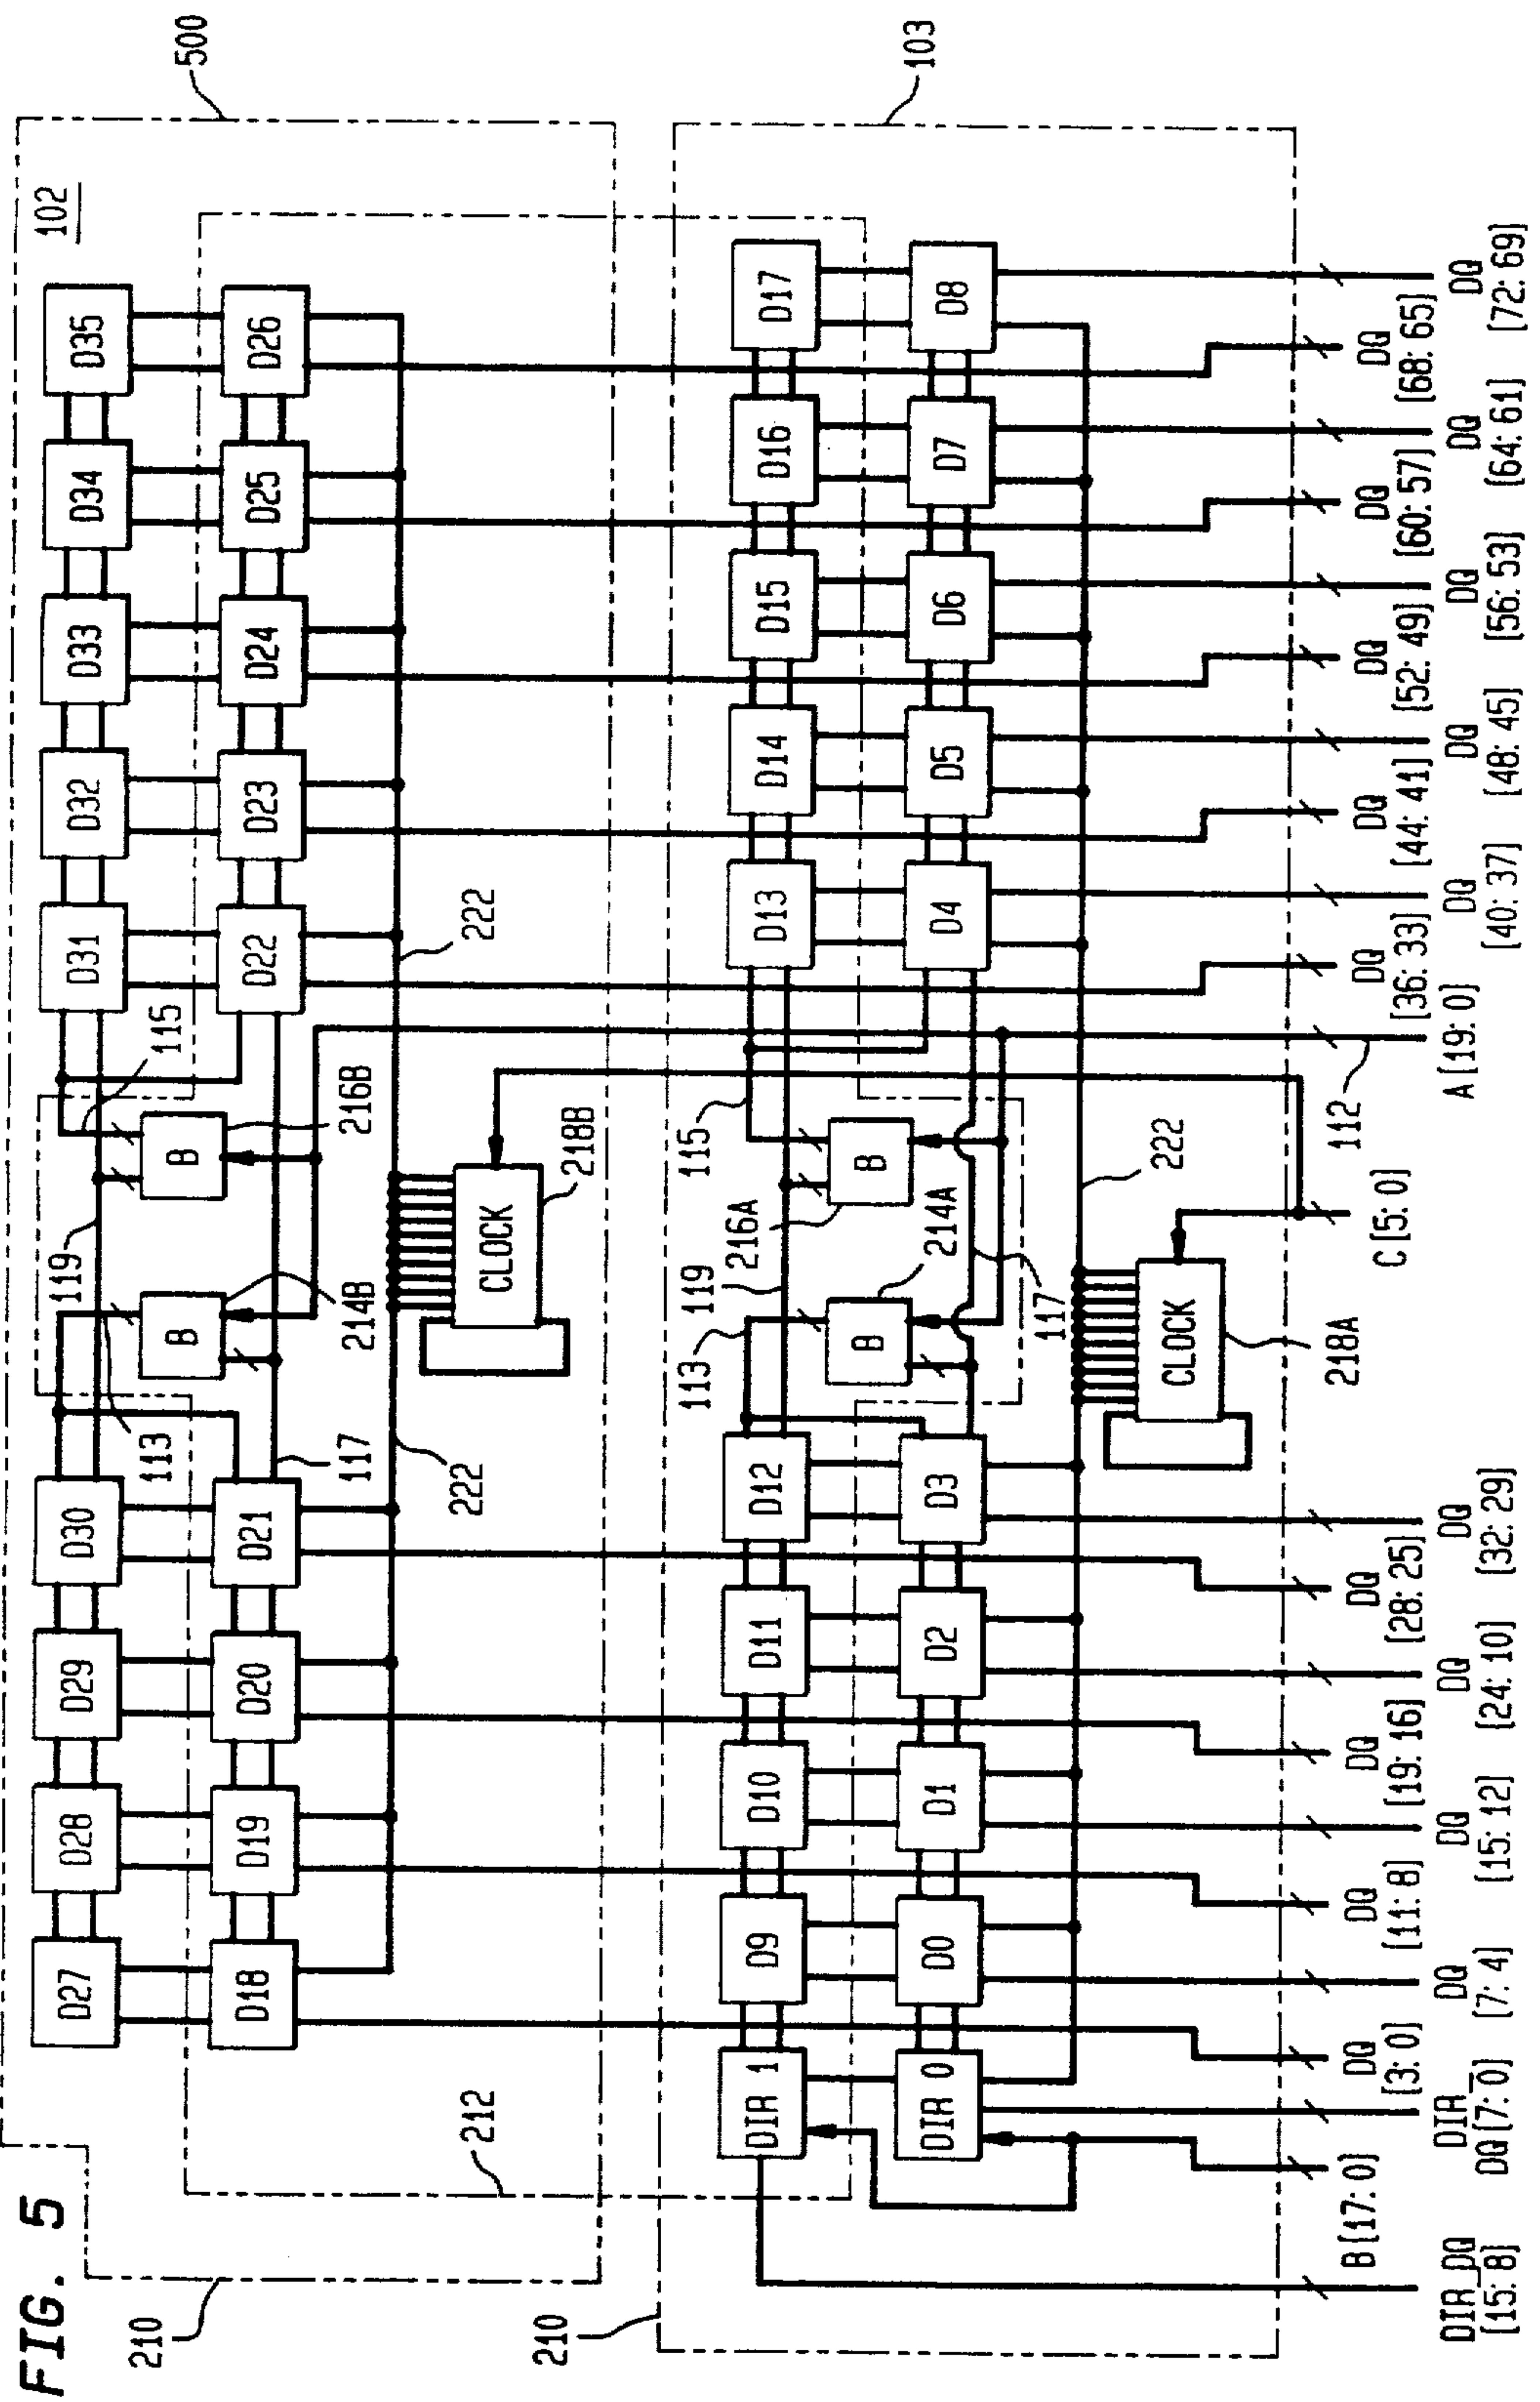 FIG. 5
500
102
D27
D28
D29
D30
D31
D32
D33
D34
D35
113
119
115
B
B
214B
216B
D18
D19
D20
D21
D22
D23
D24
D25
D26
117
222
222
CLOCK
218B
210
212
103
210
DIR 1
D9
D10
D11
D12
D13
D14
D15
D16
D17
113
119
115
216A
B
B
214A
117
DIR 0
D0
D1
D2
D3
D4
D5
D6
D7
D8
222
CLOCK
218A
112
DIR_DQ
[15: 8]
B [17: 0]
DIR_
DQ [7: 0]
DQ
[3: 0]
DQ
[7: 4]
DQ
[11: 8]
DQ
[15: 12]
DQ
[19: 16]
DQ
[24: 10]
DQ
[28: 25]
DQ
[32: 29]
C [5: 0]
A [19: 0]
DQ
[36: 33]
DQ
[40: 37]
DQ
[44: 41]
DQ
[48: 45]
DQ
[52: 49]
DQ
[56: 53]
DQ
[60: 57]
DQ
[64: 61]
DQ
[68: 65]
DQ
[72: 69]